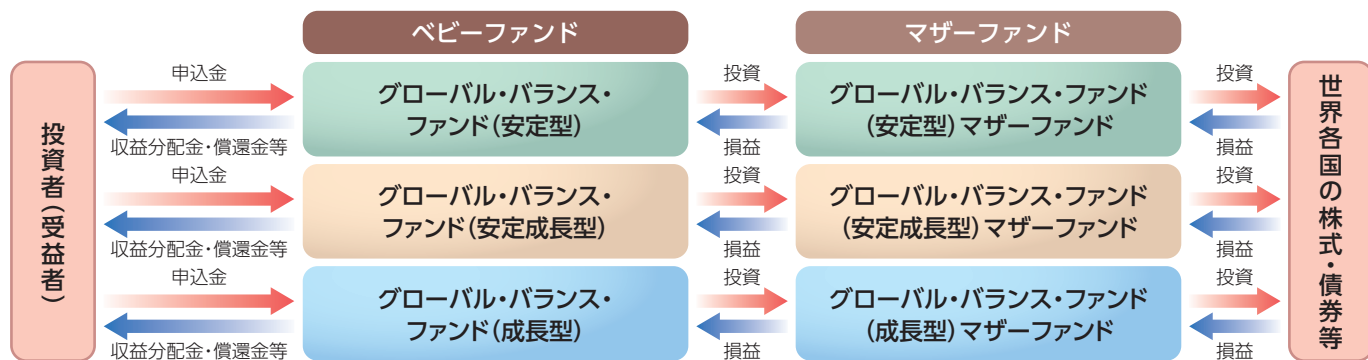 ベビーファンド
マザーファンド
投資者(受益者)
申込金
収益分配金・償還金等
グローバル・バランス・
ファンド(安定型)
投資
損益
グローバル・バランス・ファンド
(安定型)マザーファンド
投資
損益
申込金
収益分配金・償還金等
グローバル・バランス・
ファンド(安定成長型)
投資
損益
グローバル・バランス・ファンド
(安定成長型)マザーファンド
投資
損益
申込金
収益分配金・償還金等
グローバル・バランス・
ファンド(成長型)
投資
損益
グローバル・バランス・ファンド
(成長型)マザーファンド
投資
損益
世界各国の株式・債券等